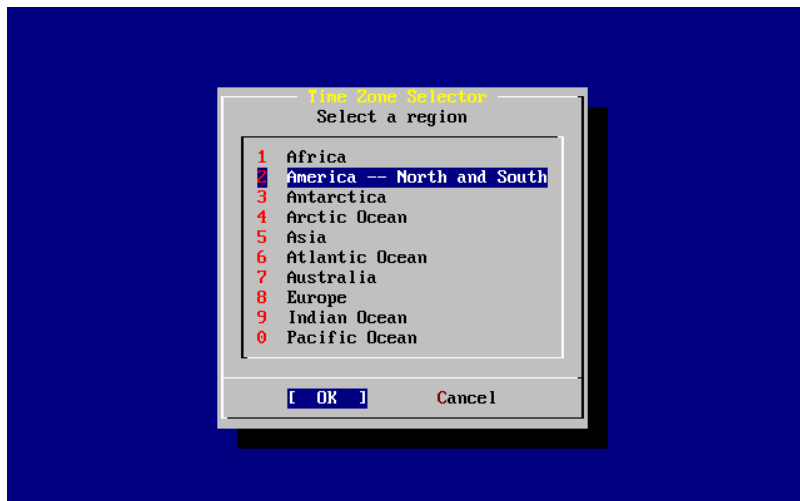 Time Zone Selector
Select a region
1 Africa
2 America -- North and South
3 Antarctica
4 Arctic Ocean
5 Asia
6 Atlantic Ocean
7 Australia
8 Europe
9 Indian Ocean
0 Pacific Ocean
[ OK ] Cancel